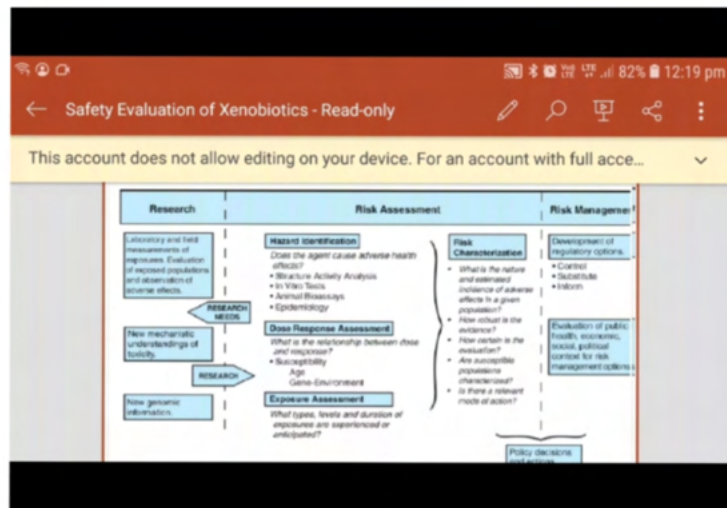 82% 12:19 pm
Safety Evaluation of Xenobiotics - Read-only
This account does not allow editing on your device. For an account with full acce...
Research
Risk Assessment
Risk Managemen
Laboratory and field
measurements of
exposures. Evaluation
of exposed populations
and observation of
adverse effects.
RESEARCH
NEEDS
New mechanistic
understandings of
toxicity.
RESEARCH
New genomic
information.
Hazard Identification
Does the agent cause adverse health
effects?
• Structure Activity Analysis
• In Vitro Tests
• Animal Bioassays
• Epidemiology
Dose Response Assessment
What is the relationship between dose
and response?
• Susceptibility
Age
Gene-Environment
Exposure Assessment
What types, levels and duration of
exposures are experienced or
anticipated?
Risk
Characterization
• What is the nature
and estimated
incidence of adverse
effects in a given
population?
• How robust is the
evidence?
• How certain is the
evaluation?
• Are susceptible
populations
characterized?
• Is there a relevant
mode of action?
Development of
regulatory options.
• Control
• Substitute
• Inform
Evaluation of public
health, economic,
social, political
context for risk
management options
Policy decisions
and actions